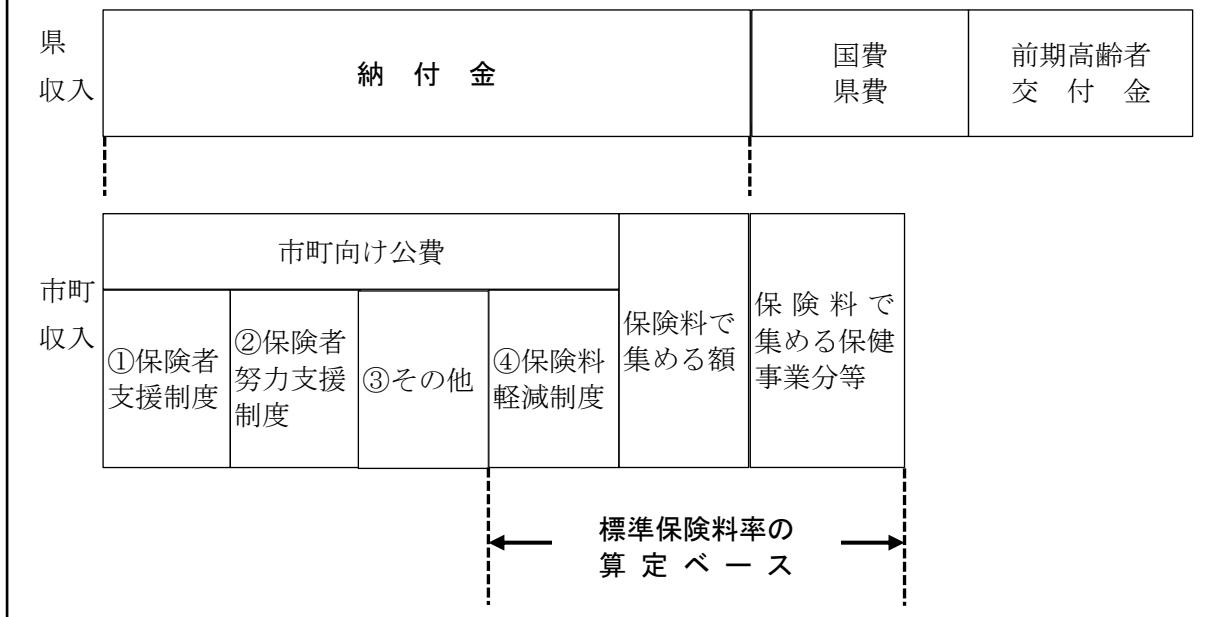 県
収入
納 付 金
国費
県費
前期高齢者
交 付 金
市町
収入
市町向け公費
①保険者
支援制度
②保険者
努力支援
制度
③その他
④保険料
軽減制度
保険料で
集める額
保険料で
集める保健
事業分等
標準保険料率の
算定ベース